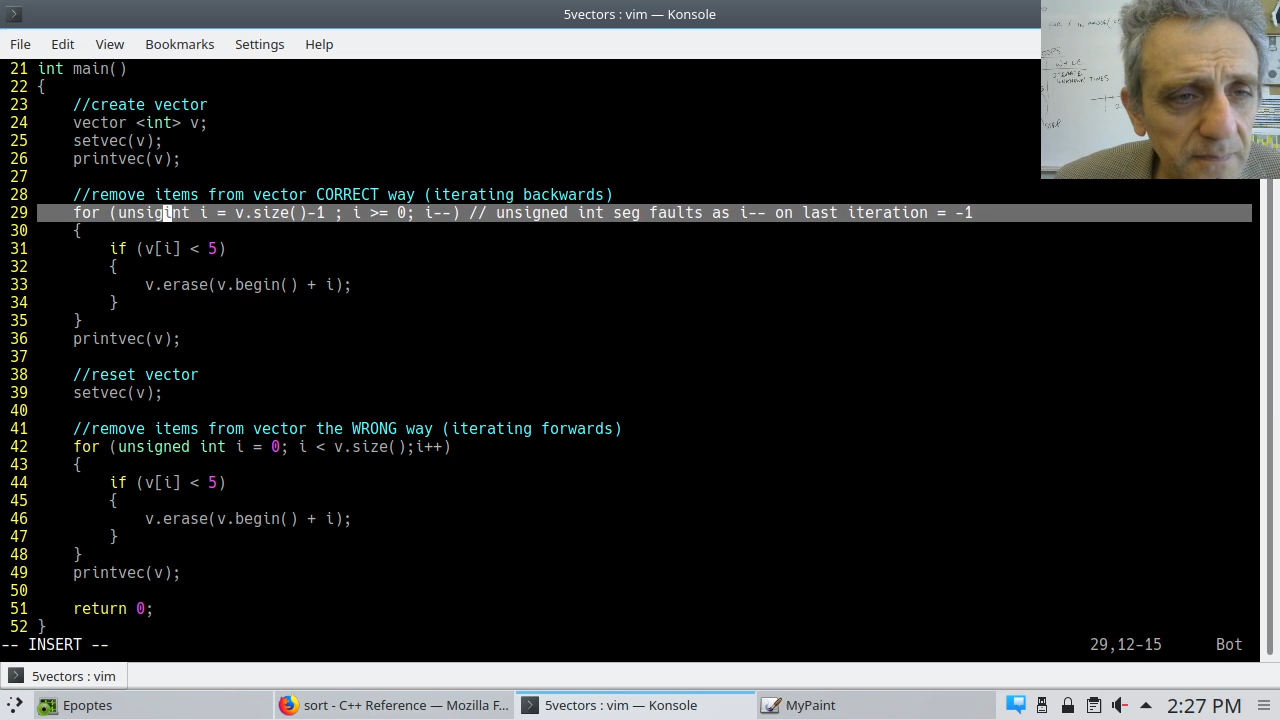 5vectors : vim — Konsole
File Edit View Bookmarks Settings Help
21 int main()
22 {
23     //create vector
24     vector <int> v;
25     setvec(v);
26     printvec(v);
27
28     //remove items from vector CORRECT way (iterating backwards)
29     for (unsigint i = v.size()-1 ; i >= 0; i--) // unsigned int seg faults as i-- on last iteration = -1
30     {
31         if (v[i] < 5)
32         {
33             v.erase(v.begin() + i);
34         }
35     }
36     printvec(v);
37
38     //reset vector
39     setvec(v);
40
41     //remove items from vector the WRONG way (iterating forwards)
42     for (unsigned int i = 0; i < v.size();i++)
43     {
44         if (v[i] < 5)
45         {
46             v.erase(v.begin() + i);
47         }
48     }
49     printvec(v);
50
51     return 0;
52 }
-- INSERT -- 29,12-15 Bot
5vectors : vim
Epoptes sort - C++ Reference — Mozilla F... 5vectors : vim — Konsole MyPaint 2:27 PM
WHILE
TIMES